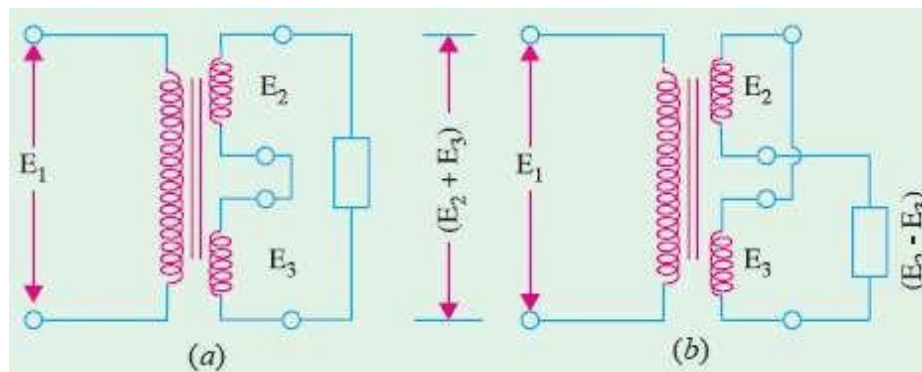 E₁
E₂
E₃
(E₂ + E₃)
(a)
E₁
E₂
E₃
(E₂ - E₃)
(b)